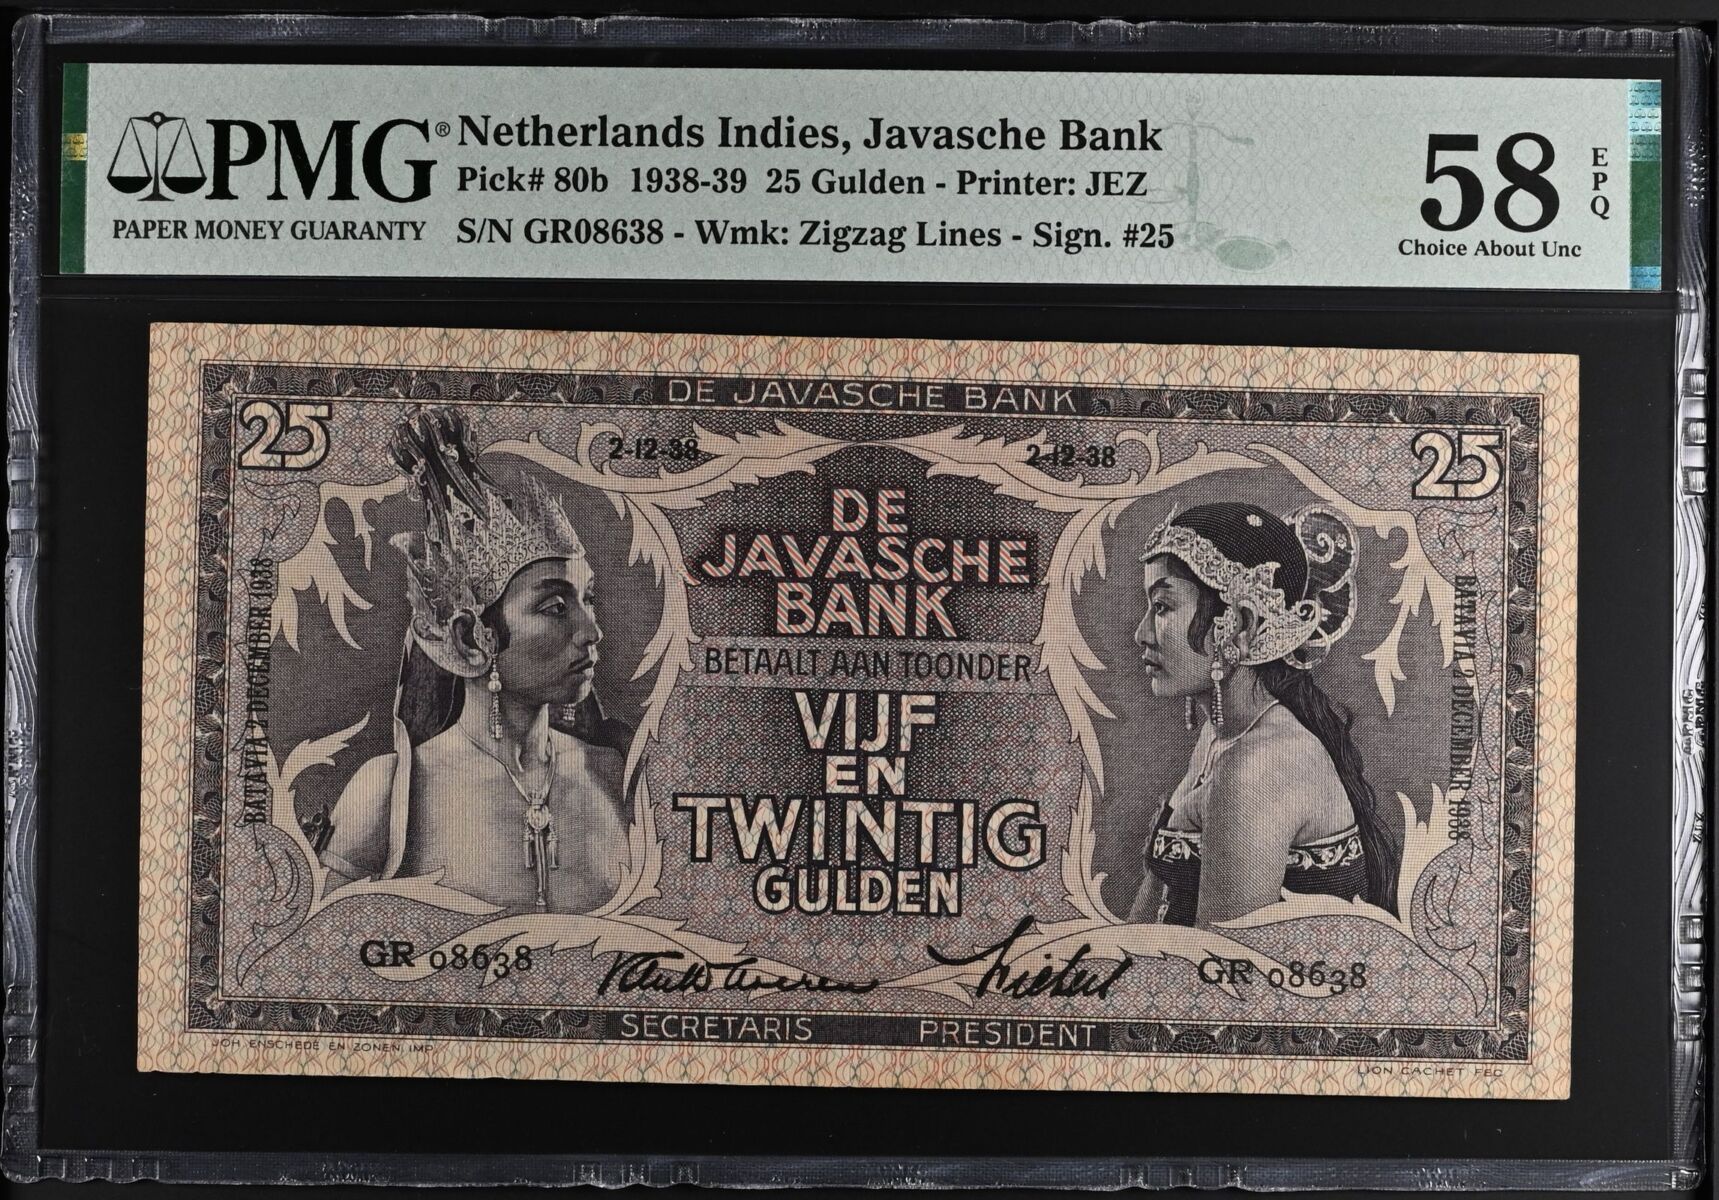 PMG®
PAPER MONEY GUARANTY
Netherlands Indies, Javasche Bank
Pick# 80b 1938-39 25 Gulden - Printer: JEZ
S/N GR08638 - Wmk: Zigzag Lines - Sign. #25
58
EPQ
Choice About Unc
DE JAVASCHE BANK
25
2-12-38
2-12-38
25
DE
JAVASCHE
BANK
BETAALT AAN TOONDER
VIJF
EN
TWINTIG
GULDEN
BATAVIA 2 DECEMBER 1938
BATAVIA 2 DECEMBER 1938
GR 08638
GR 08638
SECRETARIS
PRESIDENT
JOH. ENSCHEDÉ EN ZONEN IMP.
LION CACHET FEC